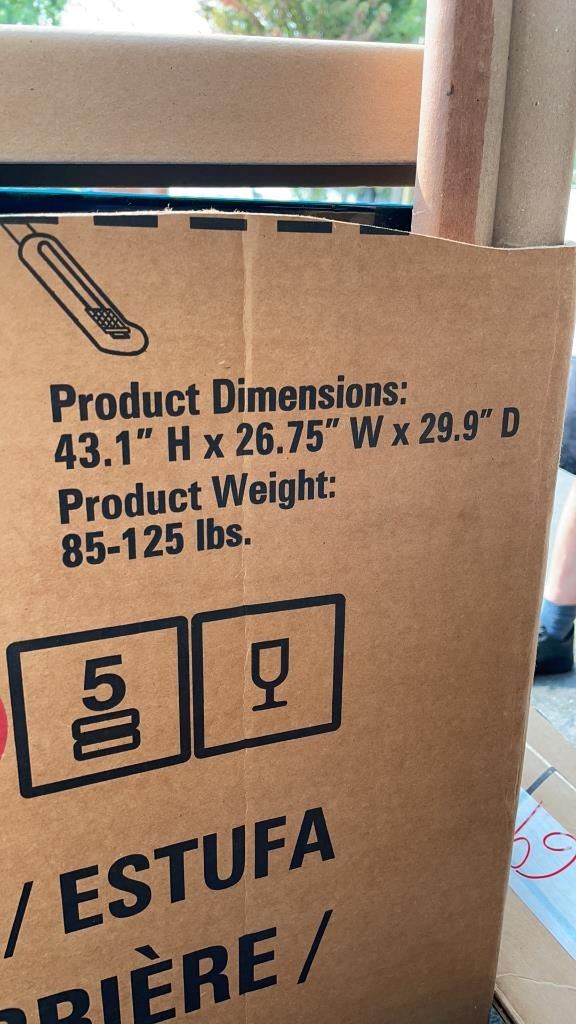 Product Dimensions:
43.1″ H x 26.75″ W x 29.9″ D
Product Weight:
85-125 lbs.
5
/ ESTUFA
RIÈRE /